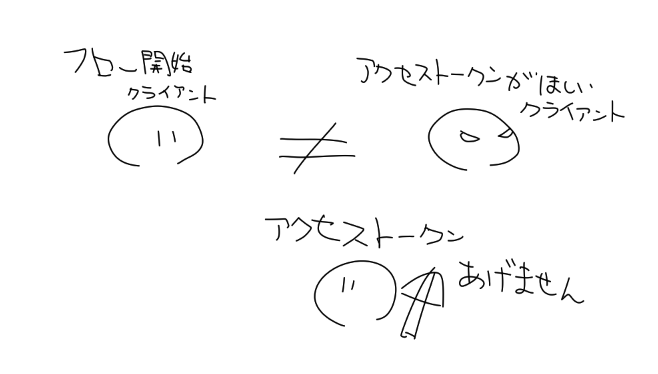 フロー開始
クライアント
≠
アクセストークンがほしい
クライアント
アクセストークン
あげません